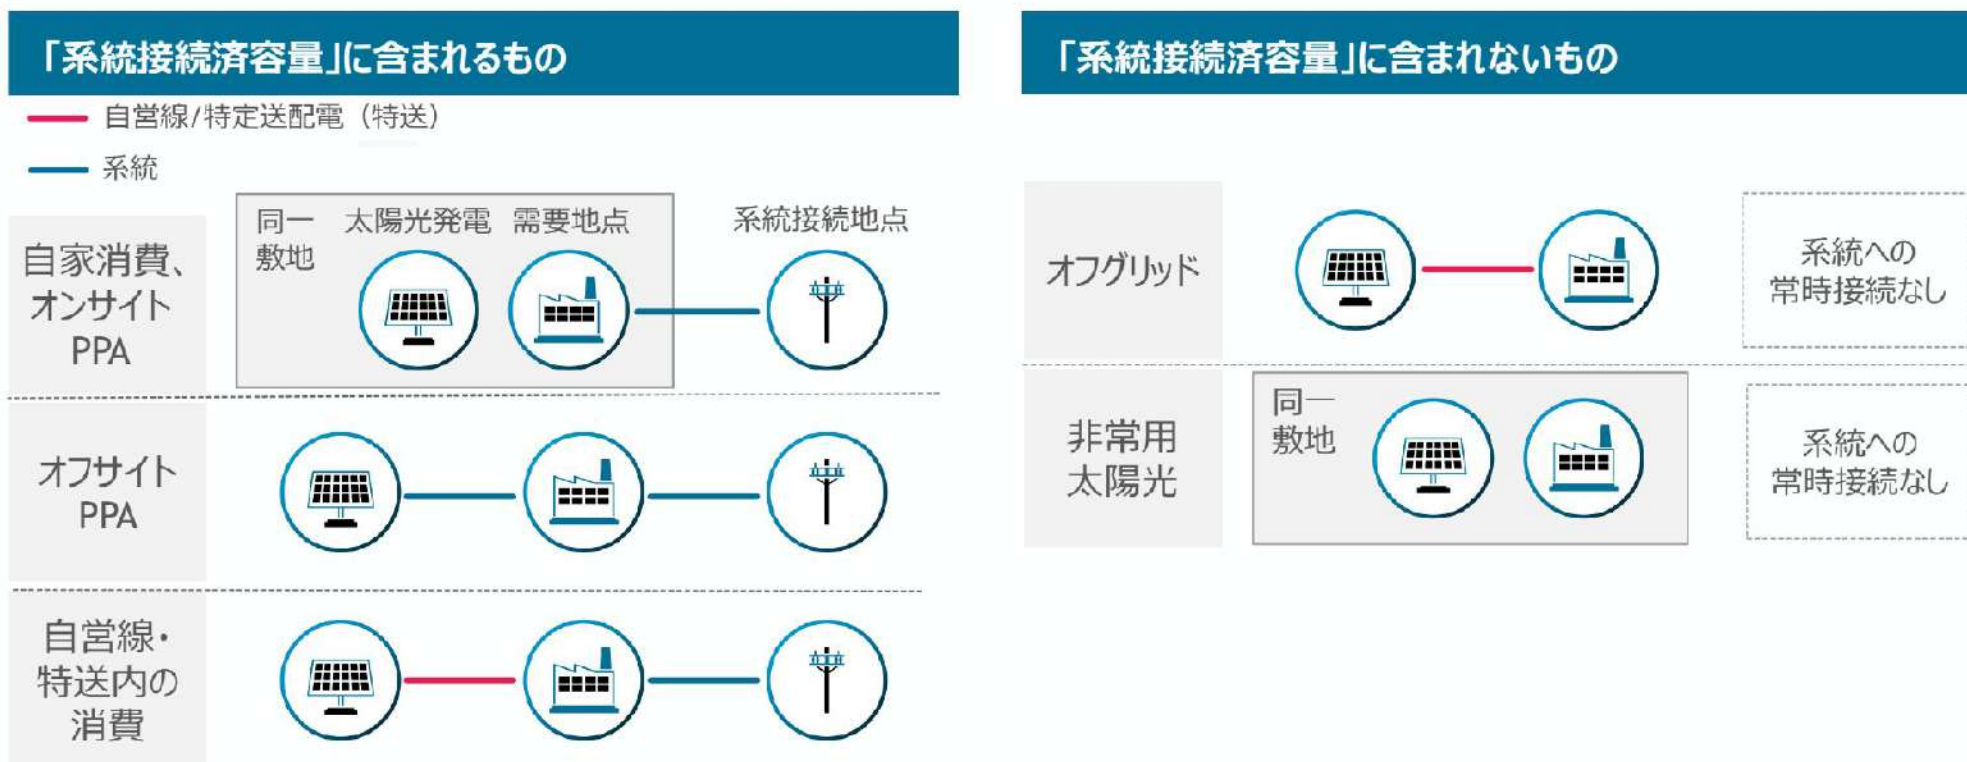 「系統接続済容量」に含まれるもの
自営線/特定送配電（特送）
系統
自家消費、
オンサイト
PPA
同一
敷地
太陽光発電
需要地点
系統接続地点
オフサイト
PPA
自営線・
特送内の
消費
「系統接続済容量」に含まれないもの
オフグリッド
系統への
常時接続なし
非常用
太陽光
同一
敷地
系統への
常時接続なし